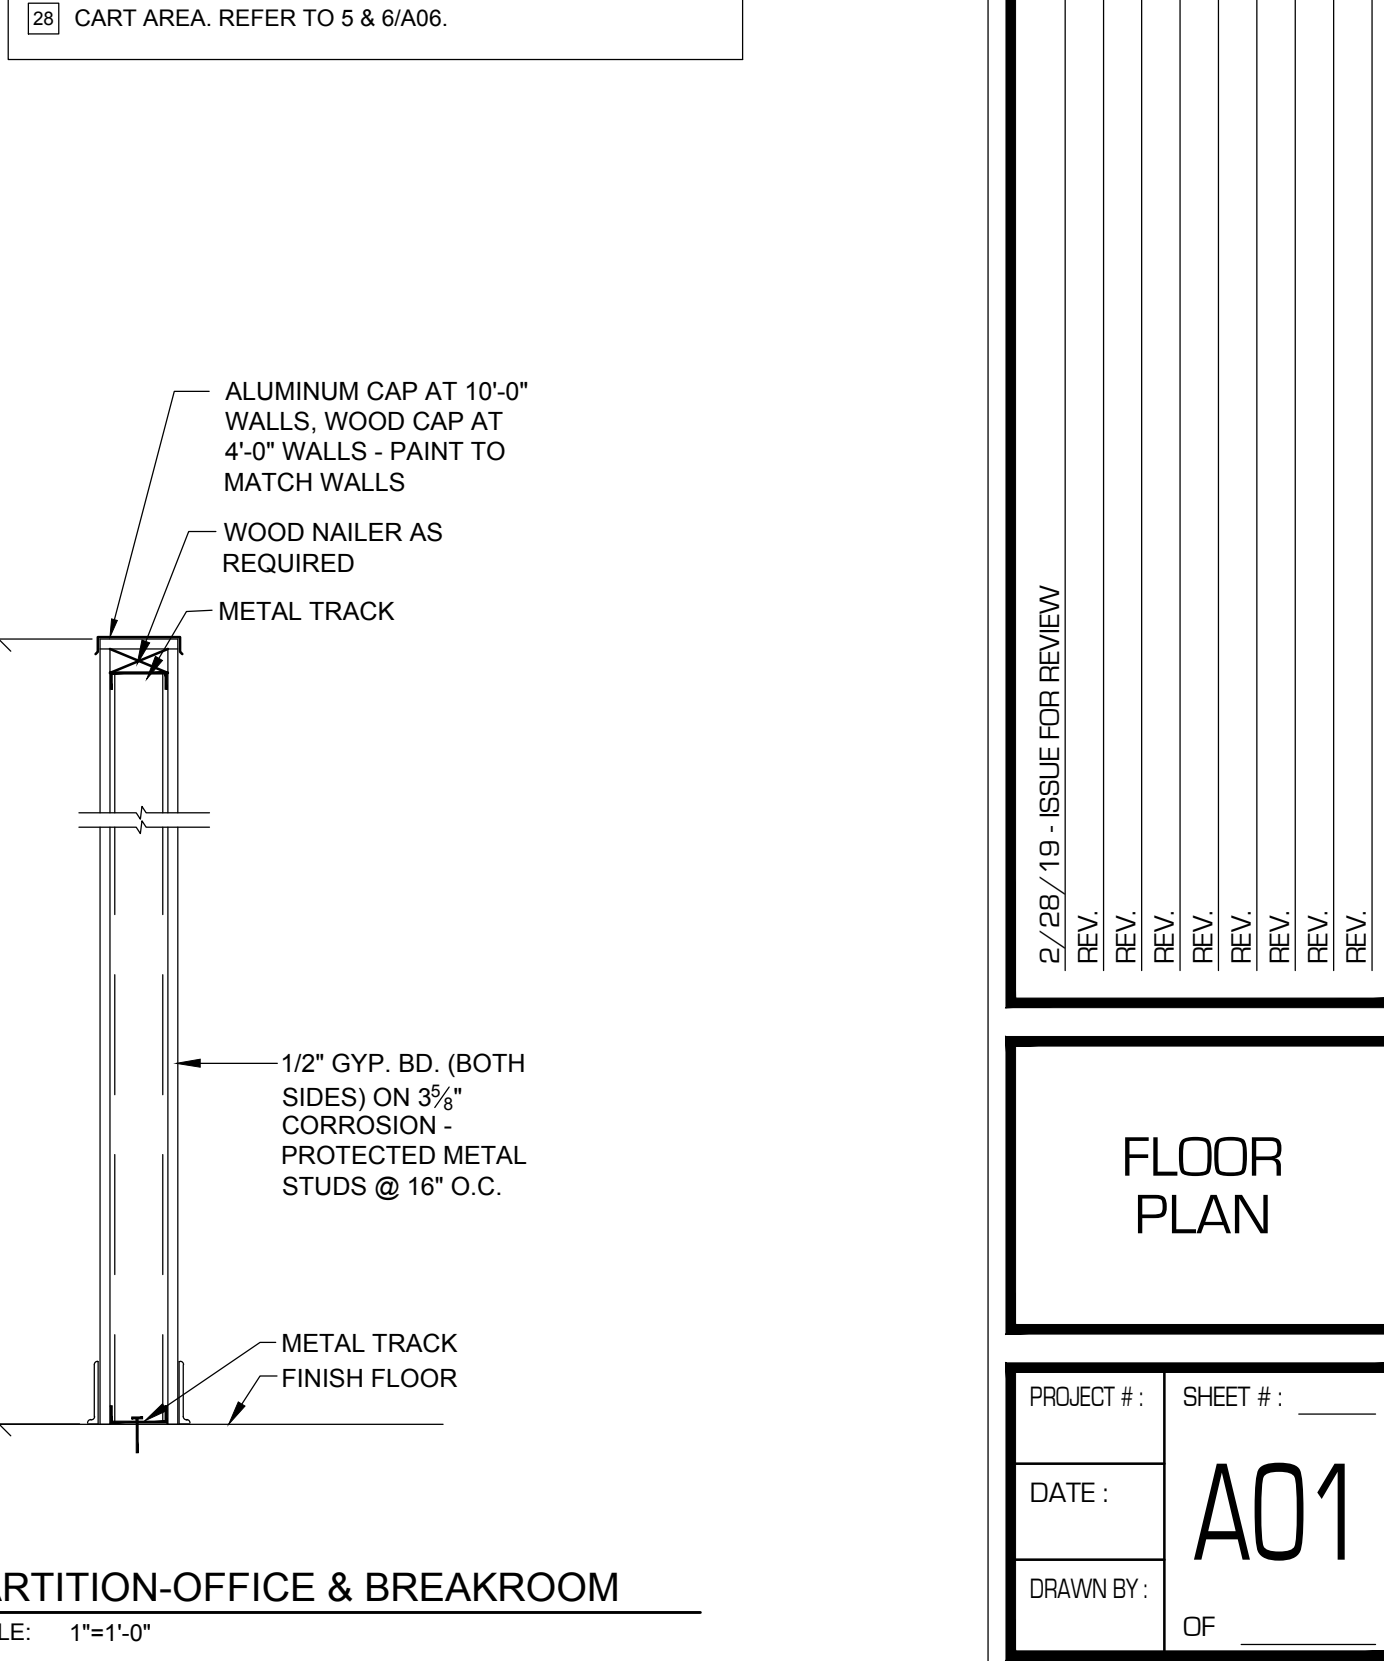 28 CART AREA. REFER TO 5 & 6/A06.
ALUMINUM CAP AT 10'-0"
WALLS, WOOD CAP AT
4'-0" WALLS - PAINT TO
MATCH WALLS
WOOD NAILER AS
REQUIRED
METAL TRACK
1/2" GYP. BD. (BOTH
SIDES) ON 3⅝"
CORROSION -
PROTECTED METAL
STUDS @ 16" O.C.
METAL TRACK
FINISH FLOOR
ARTITION-OFFICE & BREAKROOM
LE: 1"=1'-0"
2/28/19 - ISSUE FOR REVIEW
REV.
REV.
REV.
REV.
REV.
REV.
REV.
REV.
FLOOR
PLAN
PROJECT # :
SHEET # :
DATE :
A01
DRAWN BY :
OF